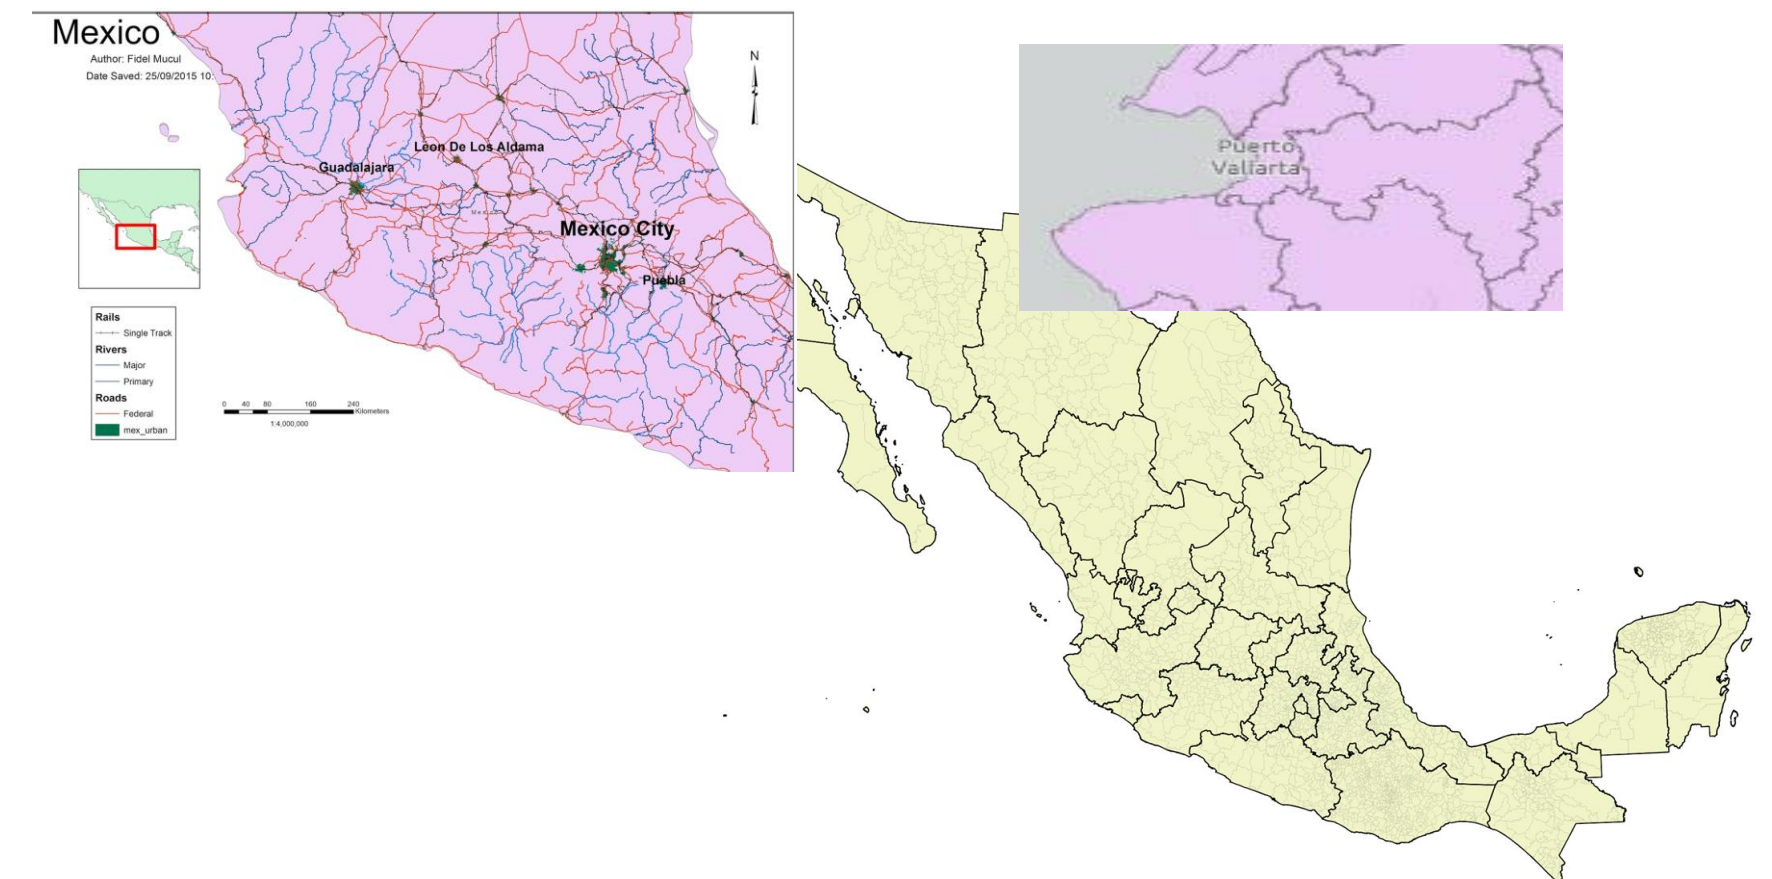 Mexico
Author: Fidel Mucul
Date Saved: 25/09/2015 10:
N
Leon De Los Aldama
Guadalajara
Mexico
Mexico City
Puebla
Rails
Single Track
Rivers
Major
Primary
Roads
Federal
mex_urban
0 40 80 160 240
Kilometers
1:4,000,000
Puerto
Vallarta